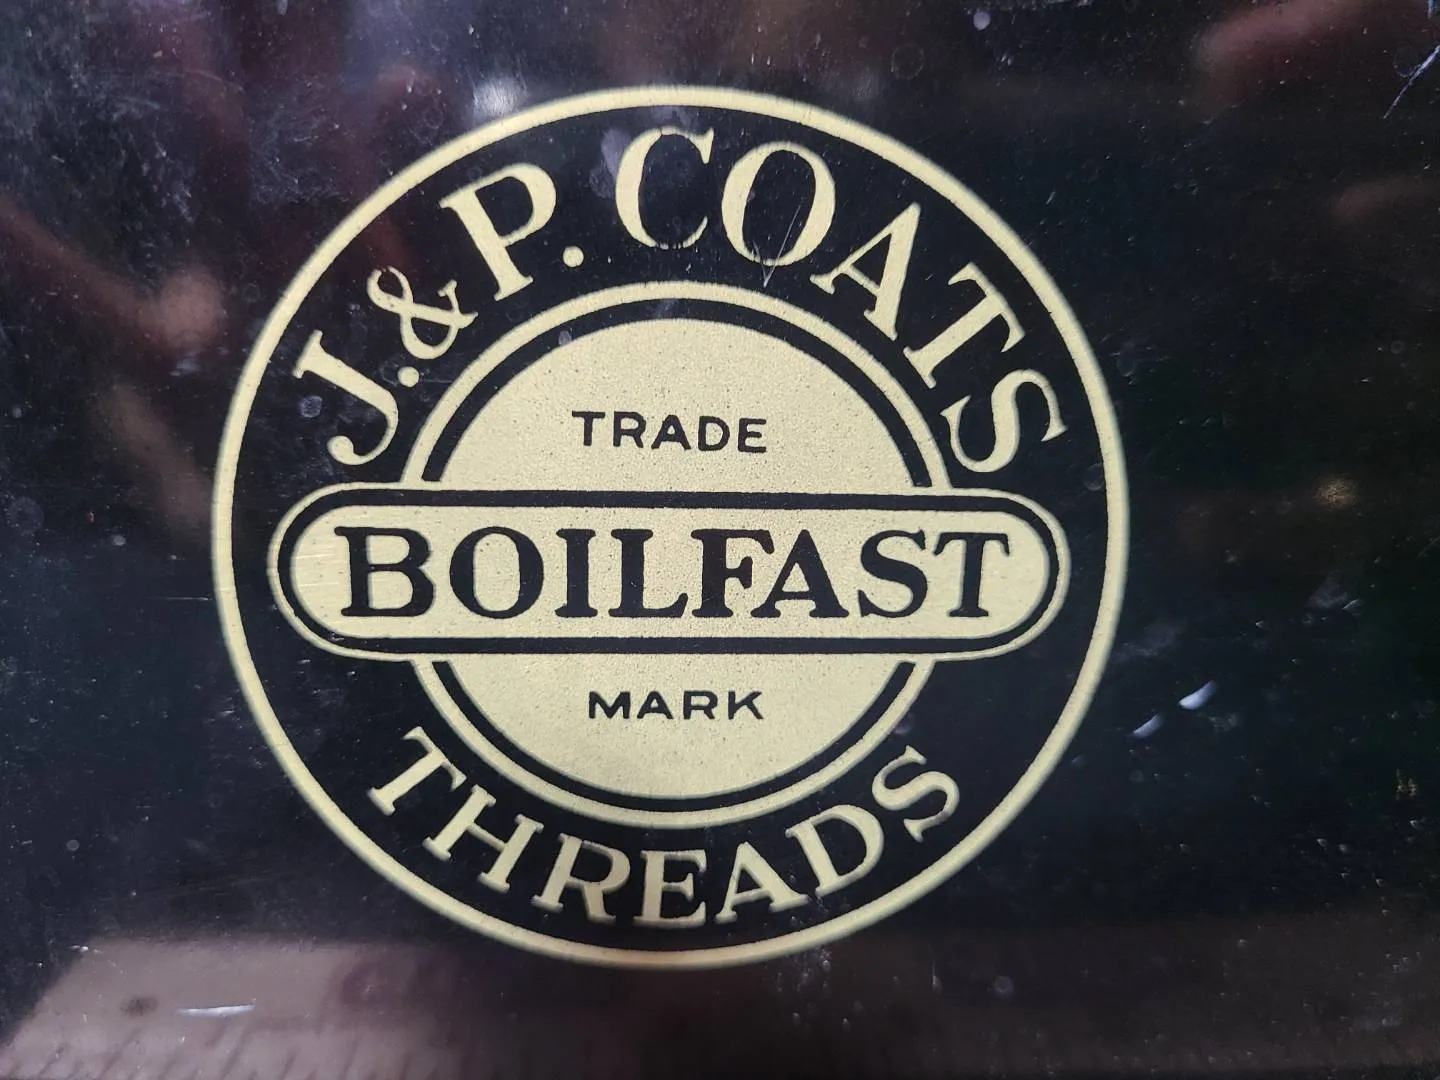 J. & P. COATS
TRADE
BOILFAST
MARK
THREADS